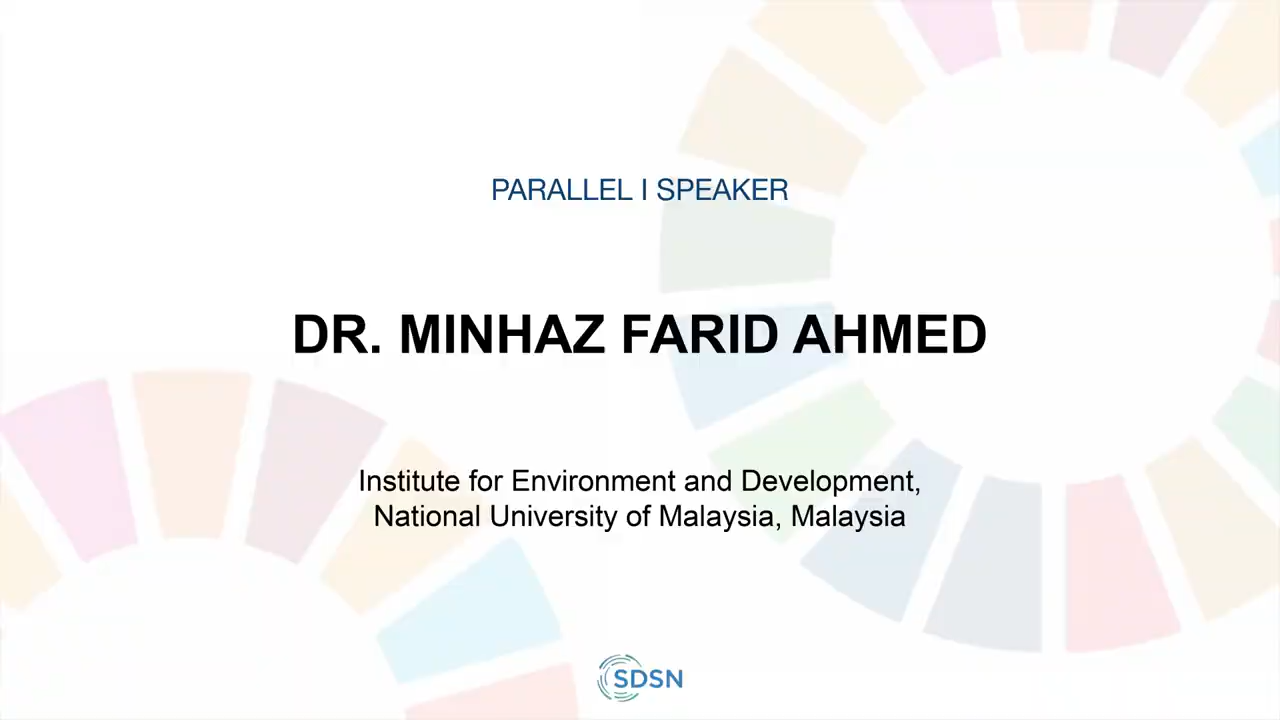 PARALLEL I SPEAKER
DR. MINHAZ FARID AHMED
Institute for Environment and Development,
National University of Malaysia, Malaysia
SDSN